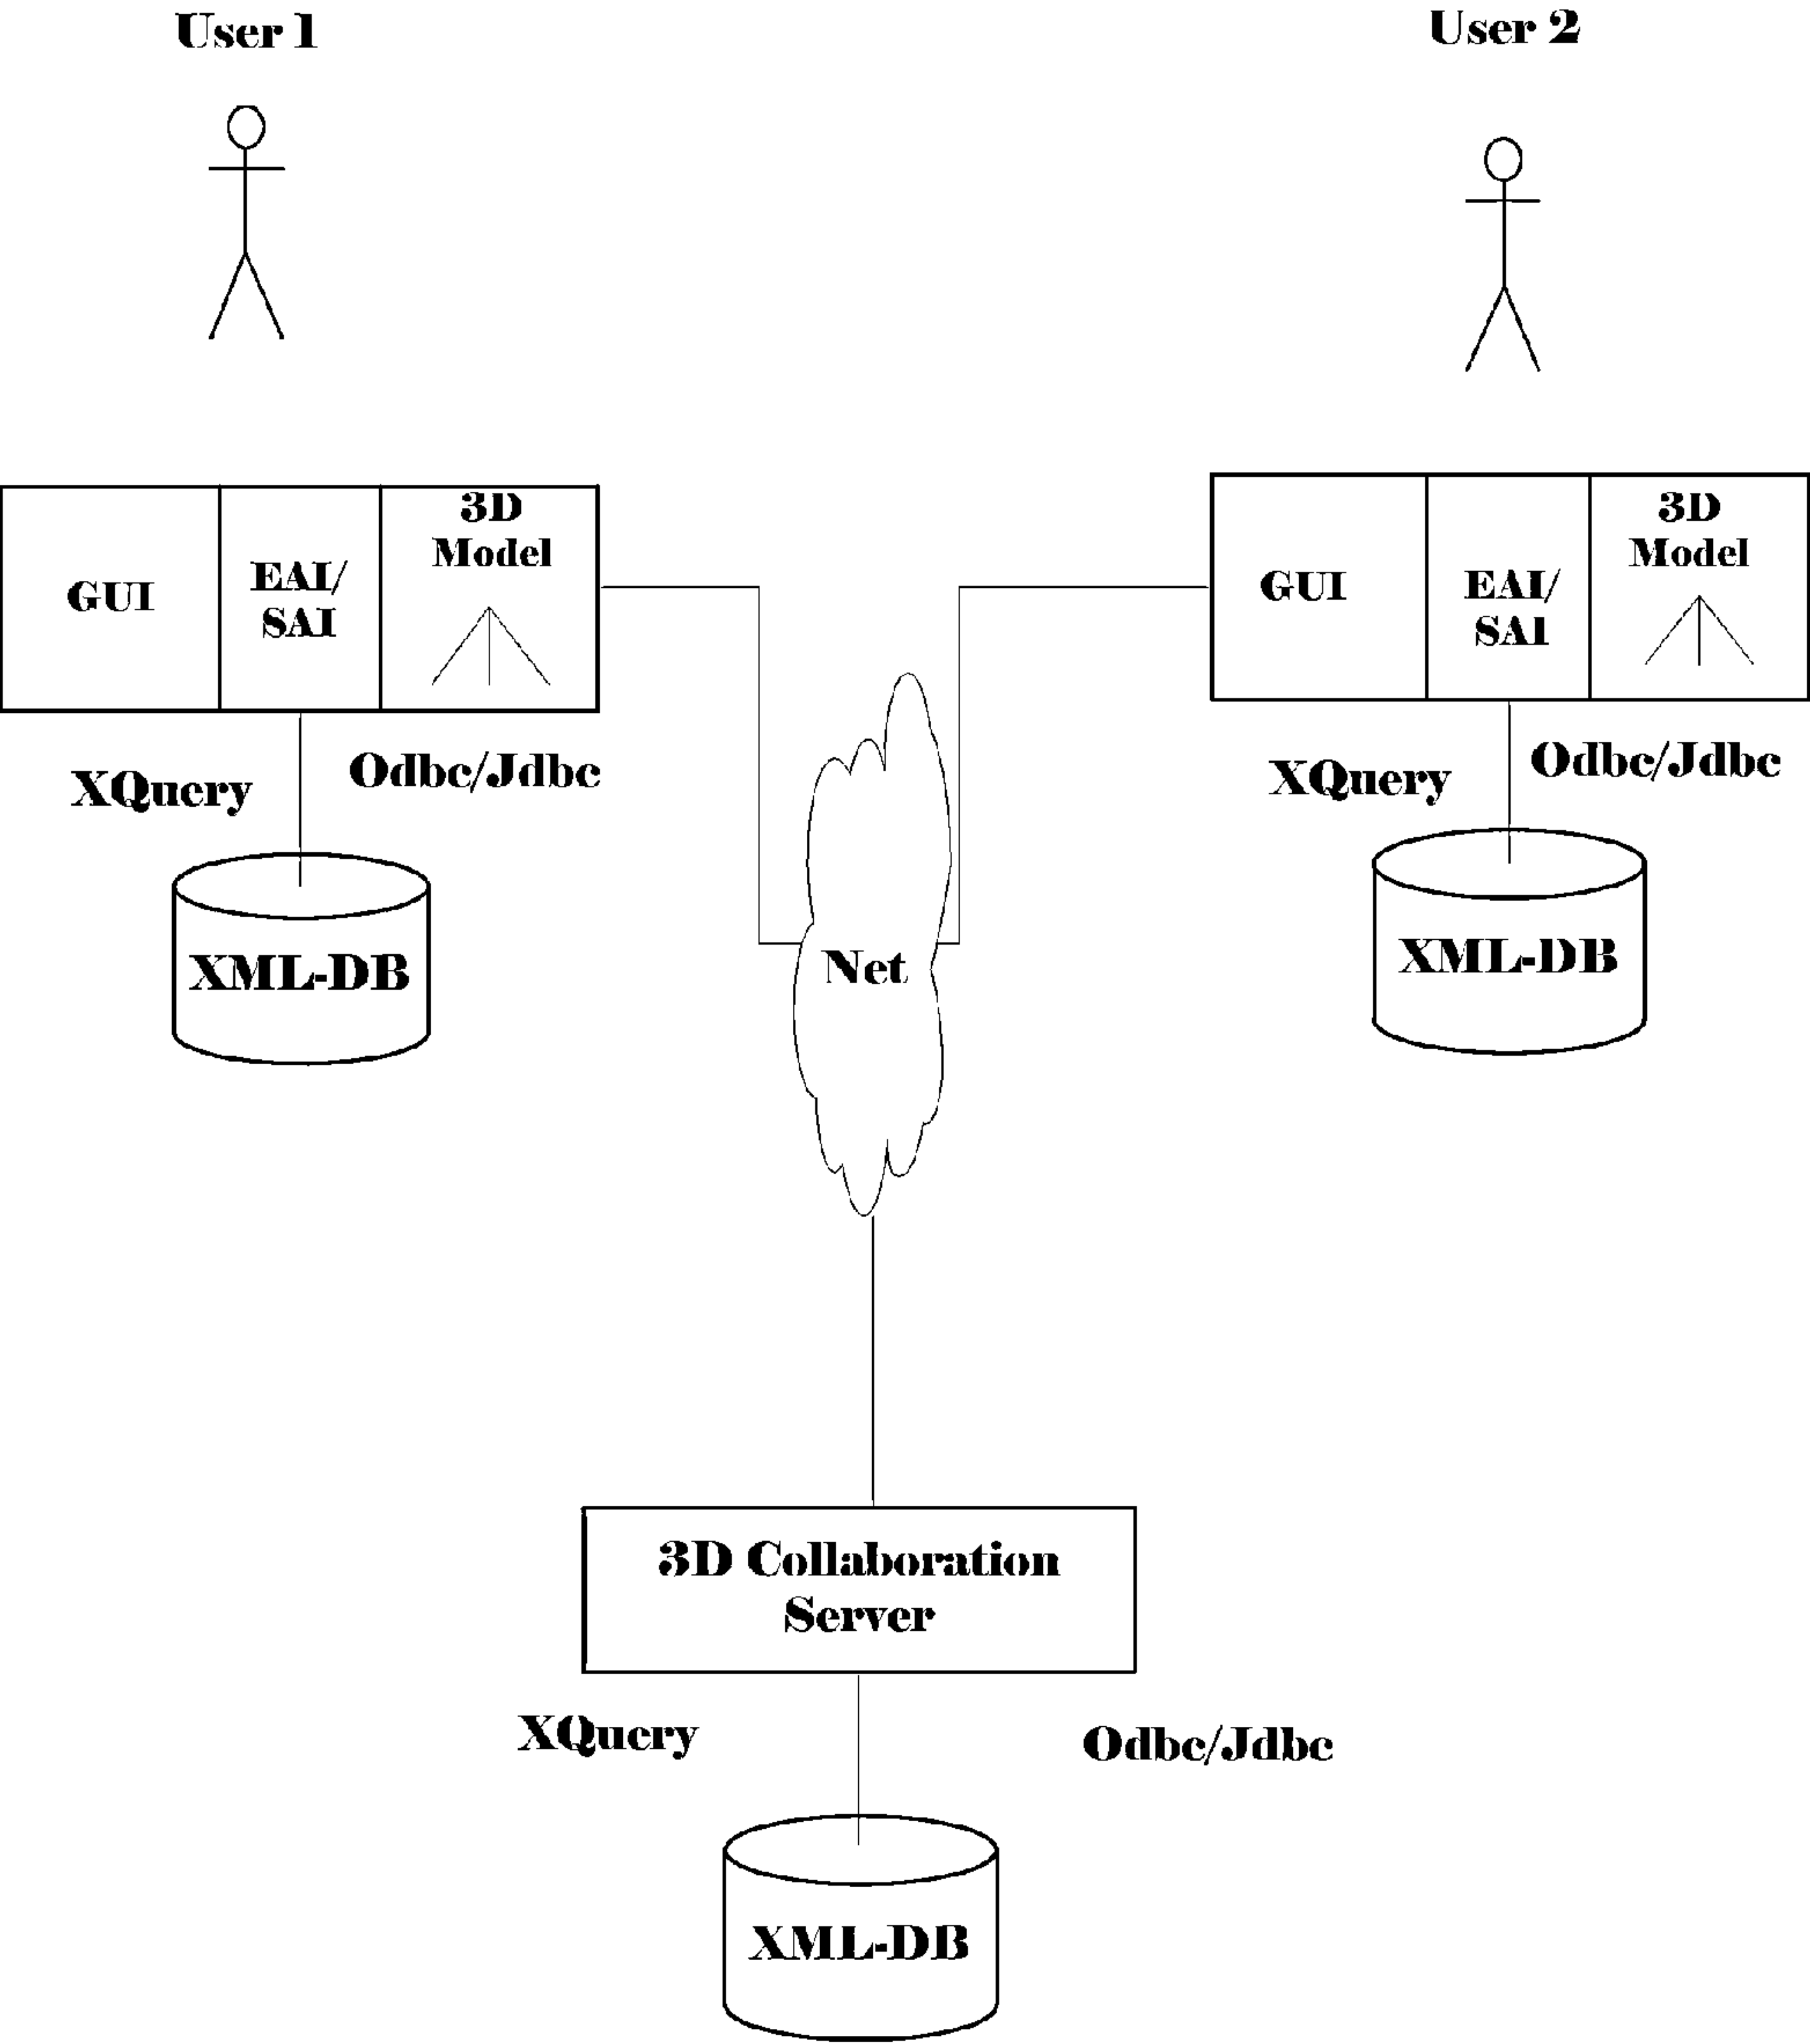 User 1
User 2
GUI
EAI/
SAI
3D
Model
GUI
EAI/
SAI
3D
Model
XQuery
Odbc/Jdbc
XQuery
Odbc/Jdbc
XML-DB
Net
XML-DB
3D Collaboration
Server
XQuery
Odbc/Jdbc
XML-DB